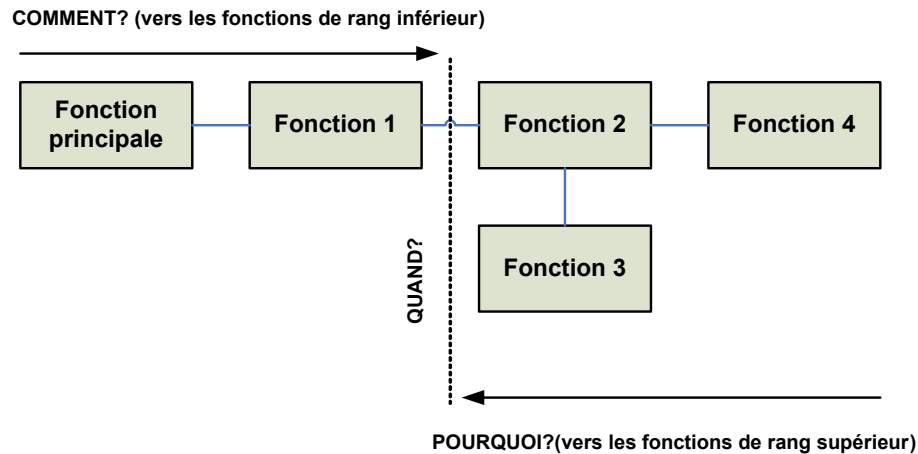 COMMENT? (vers les fonctions de rang inférieur)
Fonction
principale
Fonction 1
Fonction 2
Fonction 4
QUAND?
Fonction 3
POURQUOI?(vers les fonctions de rang supérieur)